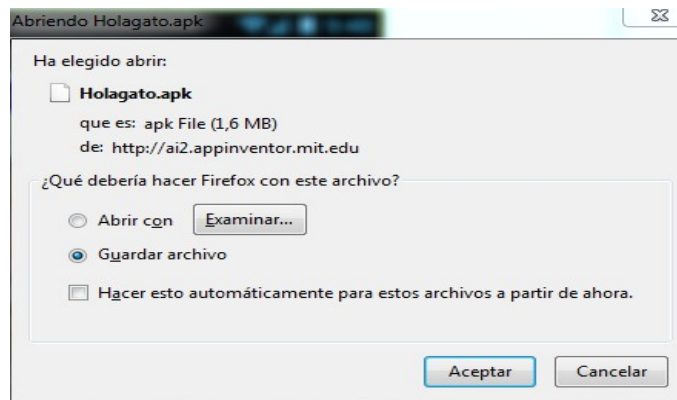 Abriendo Holagato.apk
Ha elegido abrir:
Holagato.apk
que es: apk File (1,6 MB)
de: http://ai2.appinventor.mit.edu
¿Qué debería hacer Firefox con este archivo?
Abrir con Examinar...
Guardar archivo
Hacer esto automáticamente para estos archivos a partir de ahora.
Aceptar Cancelar